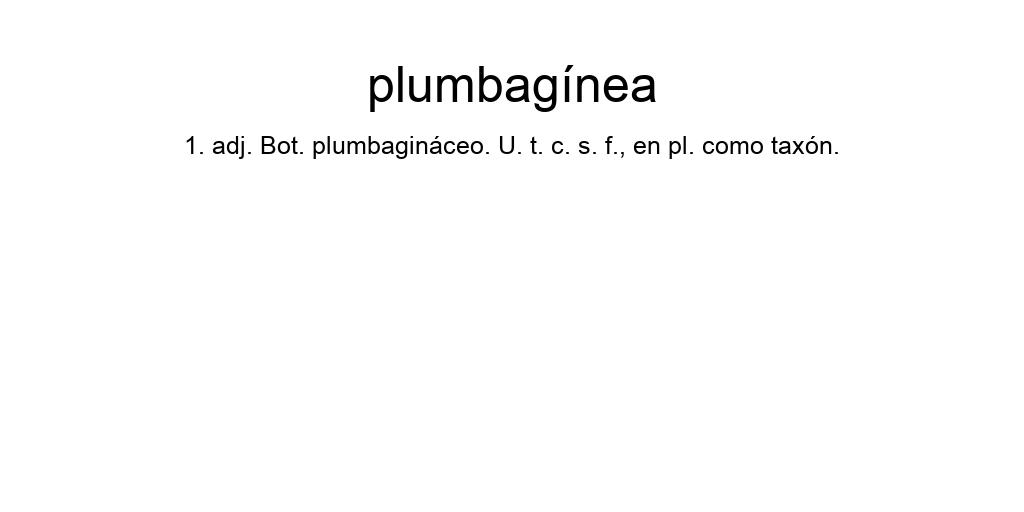 plumbagínea
1. adj. Bot. plumbagináceo. U. t. c. s. f., en pl. como taxón.